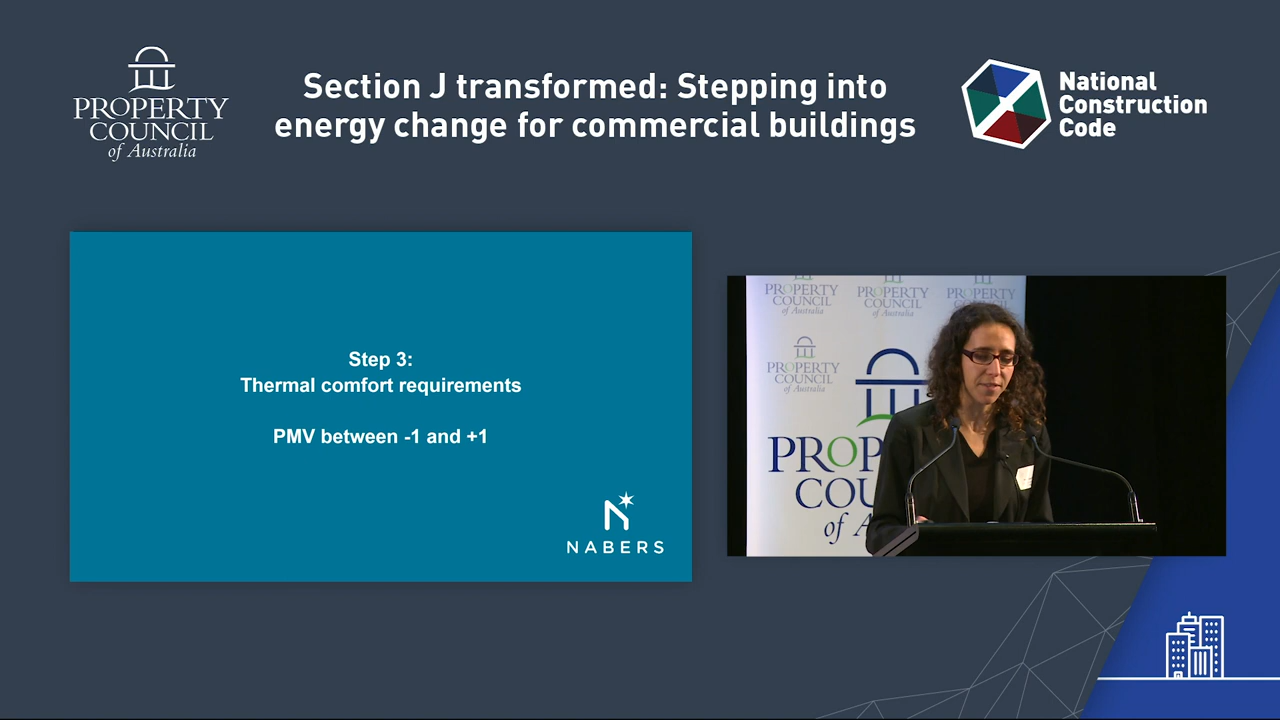 PROPERTY
COUNCIL
of Australia
Section J transformed: Stepping into
energy change for commercial buildings
National
Construction
Code
Step 3:
Thermal comfort requirements
PMV between -1 and +1
NABERS
PROPERTY
COUNCIL
of Australia
PROPERTY
COUNCIL
of Australia
PROPERTY
COUNCIL
PROPERTY
COUNCIL
of Australia
PROP
COU
of A